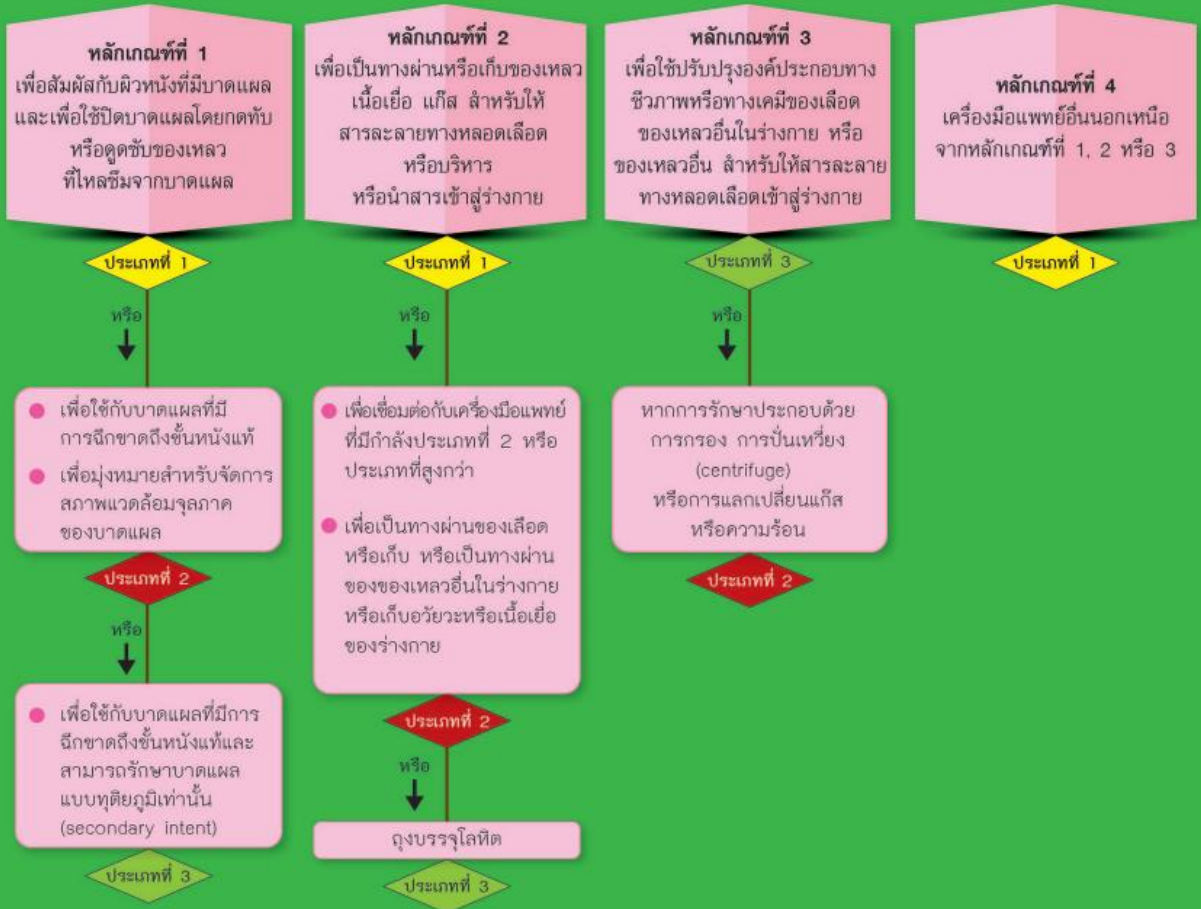 หลักเกณฑ์ที่ 1
เพื่อสัมผัสกับผิวหนังที่มีบาดแผล
และเพื่อใช้ปิดบาดแผลโดยกดทับ
หรือดูดซับของเหลว
ที่ไหลซึมจากบาดแผล
ประเภทที่ 1
หรือ
เพื่อใช้กับบาดแผลที่มี
การฉีกขาดถึงชั้นหนังแท้
เพื่อมุ่งหมายสำหรับจัดการ
สภาพแวดล้อมจุลภาค
ของบาดแผล
ประเภทที่ 2
หรือ
เพื่อใช้กับบาดแผลที่มีการ
ฉีกขาดถึงชั้นหนังแท้และ
สามารถรักษาบาดแผล
แบบทุติยภูมิเท่านั้น
(secondary intent)
ประเภทที่ 3
หลักเกณฑ์ที่ 2
เพื่อเป็นทางผ่านหรือเก็บของเหลว
เนื้อเยื่อ แก๊ส สำหรับให้
สารละลายทางหลอดเลือด
หรือบริหาร
หรือนำสารเข้าสู่ร่างกาย
ประเภทที่ 1
หรือ
เพื่อเชื่อมต่อกับเครื่องมือแพทย์
ที่มีกำลังประเภทที่ 2 หรือ
ประเภทที่สูงกว่า
เพื่อเป็นทางผ่านของเลือด
หรือเก็บ หรือเป็นทางผ่าน
ของของเหลวอื่นในร่างกาย
หรือเก็บอวัยวะหรือเนื้อเยื่อ
ของร่างกาย
ประเภทที่ 2
หรือ
ถุงบรรจุโลหิต
ประเภทที่ 3
หลักเกณฑ์ที่ 3
เพื่อใช้ปรับปรุงองค์ประกอบทาง
ชีวภาพหรือทางเคมีของเลือด
ของเหลวอื่นในร่างกาย หรือ
ของเหลวอื่น สำหรับให้สารละลาย
ทางหลอดเลือดเข้าสู่ร่างกาย
ประเภทที่ 3
หรือ
หากการรักษาประกอบด้วย
การกรอง การปั่นเหวี่ยง
(centrifuge)
หรือการแลกเปลี่ยนแก๊ส
หรือความร้อน
ประเภทที่ 2
หลักเกณฑ์ที่ 4
เครื่องมือแพทย์อื่นนอกเหนือ
จากหลักเกณฑ์ที่ 1, 2 หรือ 3
ประเภทที่ 1